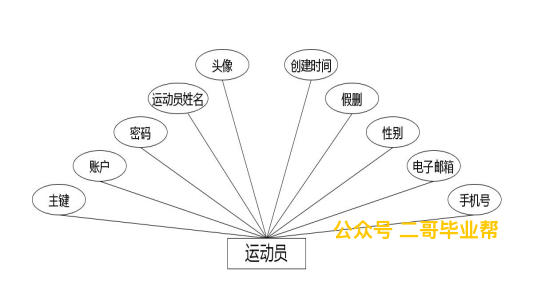 头像
创建时间
运动员姓名
假删
密码
性别
账户
电子邮箱
主键
手机号
公众号 二哥毕业帮
运动员